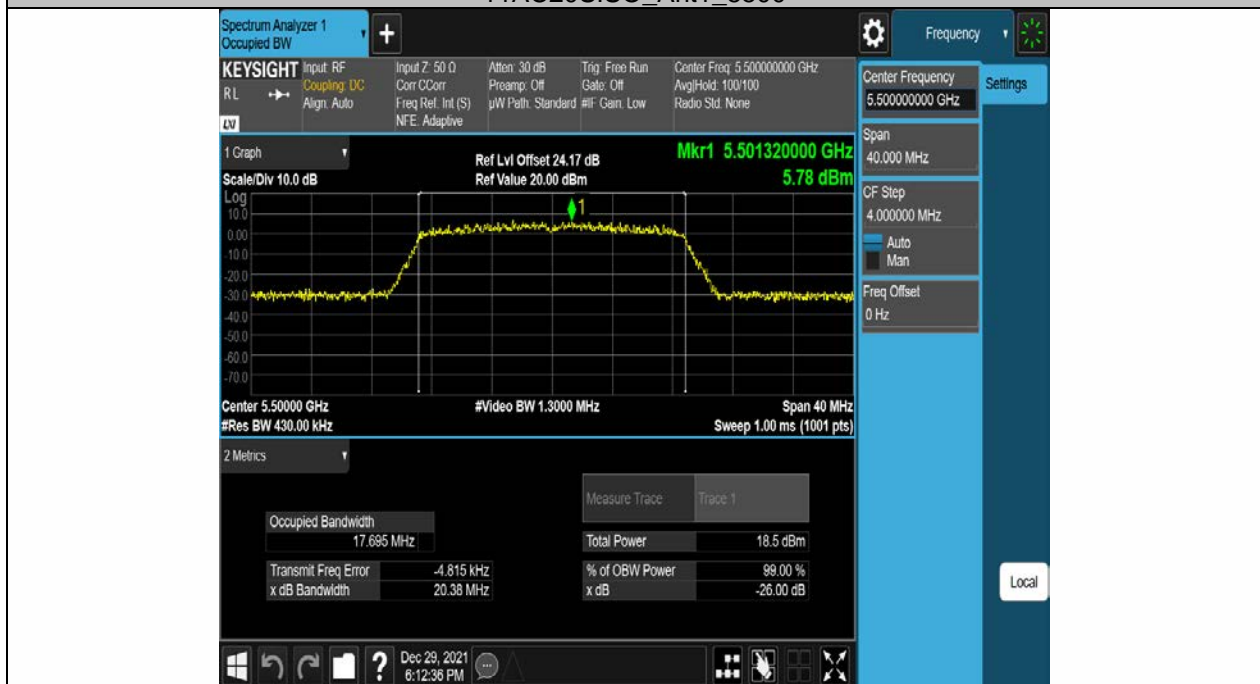 11AC20SISO_Ant1_5500
Spectrum Analyzer 1
Occupied BW
+
Frequency
KEYSIGHT
RL
LXI
Input: RF
Coupling: DC
Align: Auto
Input Z: 50 Ω
Corr CCorr
Freq Ref: Int (S)
NFE: Adaptive
Atten: 30 dB
Preamp: Off
µW Path: Standard
Trig: Free Run
Gate: Off
#IF Gain: Low
Center Freq: 5.500000000 GHz
Avg|Hold: 100/100
Radio Std: None
Center Frequency
5.500000000 GHz
Settings
Span
40.000 MHz
CF Step
4.000000 MHz
Auto
Man
Freq Offset
0 Hz
Local
1 Graph
Scale/Div 10.0 dB
Ref Lvl Offset 24.17 dB
Ref Value 20.00 dBm
Mkr1 5.501320000 GHz
5.78 dBm
Log
10.0
0.00
-10.0
-20.0
-30.0
-40.0
-50.0
-60.0
-70.0
1
Center 5.50000 GHz
#Res BW 430.00 kHz
#Video BW 1.3000 MHz
Span 40 MHz
Sweep 1.00 ms (1001 pts)
2 Metrics
Measure Trace Trace 1
Occupied Bandwidth
17.695 MHz
Total Power 18.5 dBm
Transmit Freq Error -4.815 kHz
% of OBW Power 99.00 %
x dB Bandwidth 20.38 MHz
x dB -26.00 dB
?
Dec 29, 2021
6:12:36 PM